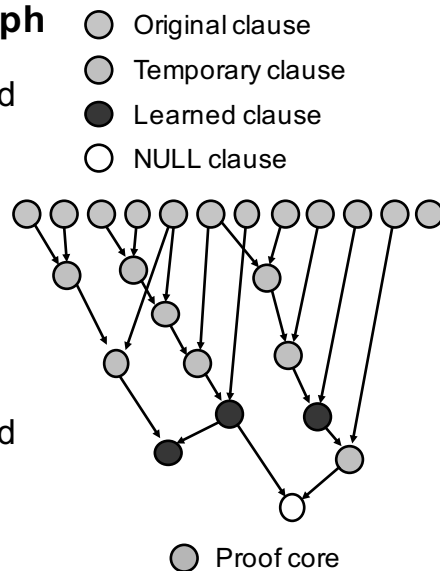 ph
Original clause
Temporary clause
d
Learned clause
NULL clause
d
Proof core